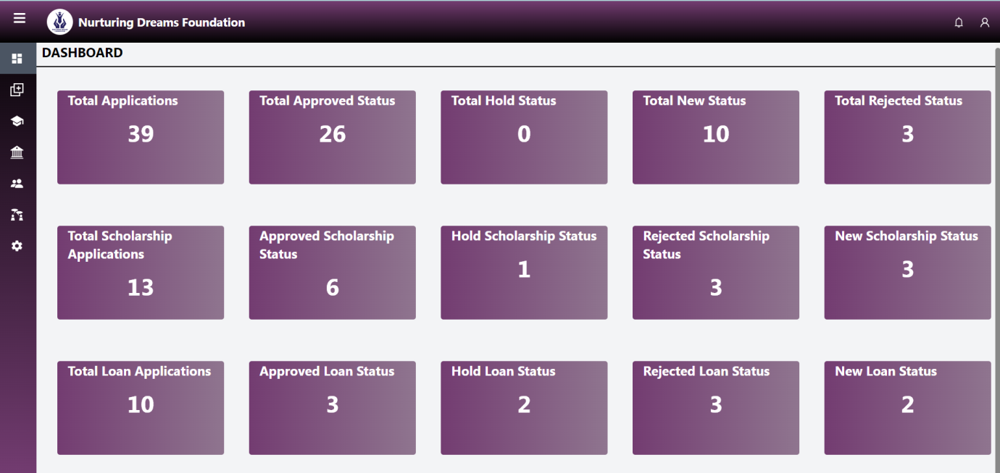 Nurturing Dreams Foundation
DASHBOARD
Total Applications
39
Total Approved Status
26
Total Hold Status
0
Total New Status
10
Total Rejected Status
3
Total Scholarship
Applications
13
Approved Scholarship
Status
6
Hold Scholarship Status
1
Rejected Scholarship
Status
3
New Scholarship Status
3
Total Loan Applications
10
Approved Loan Status
3
Hold Loan Status
2
Rejected Loan Status
3
New Loan Status
2